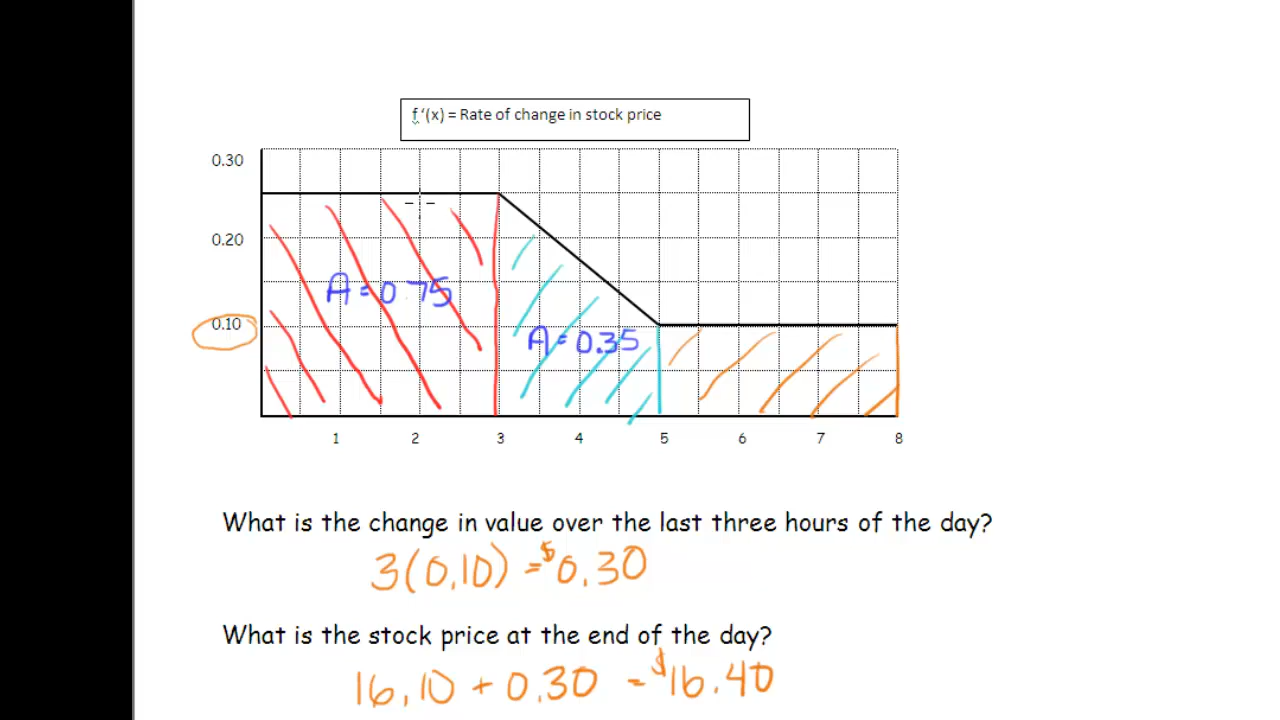 f '(x) = Rate of change in stock price
0.30
0.20
A = 0.75
0.10
A = 0.35
1 2 3 4 5 6 7 8
What is the change in value over the last three hours of the day?
3(0.10) = $0.30
What is the stock price at the end of the day?
16.10 + 0.30 = $16.40